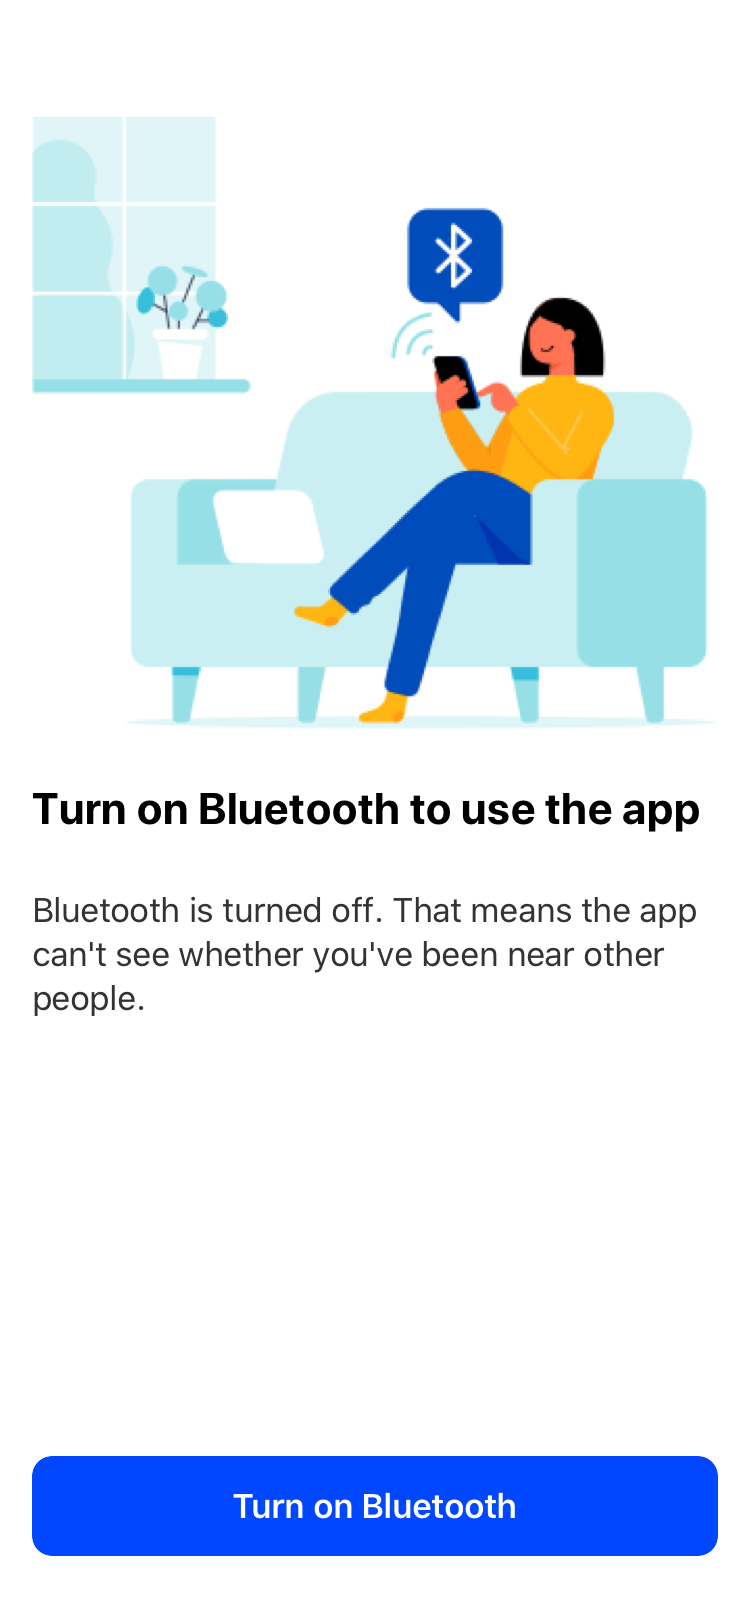 Turn on Bluetooth to use the app
Bluetooth is turned off. That means the app
can't see whether you've been near other
people.
Turn on Bluetooth